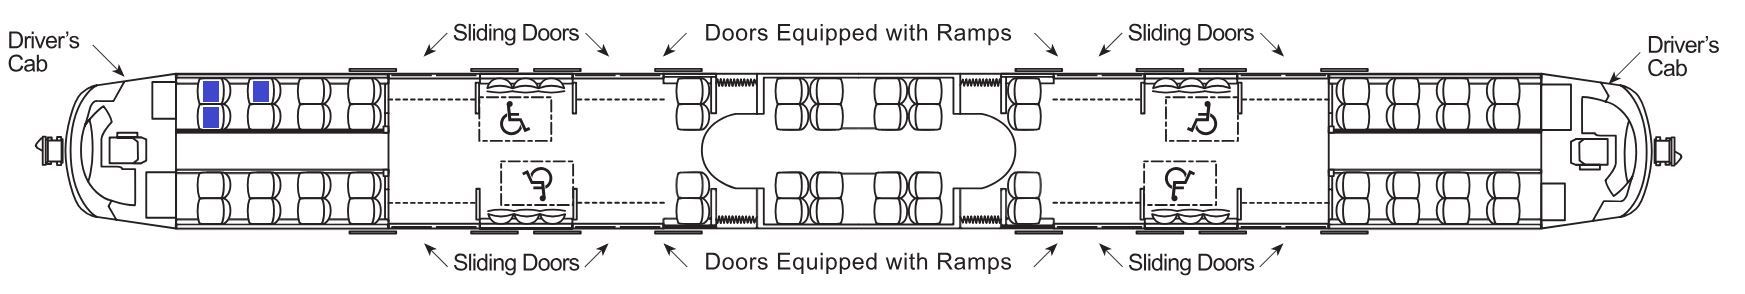 Driver's
Cab
Sliding Doors
Doors Equipped with Ramps
Sliding Doors
Driver's
Cab
Sliding Doors
Doors Equipped with Ramps
Sliding Doors